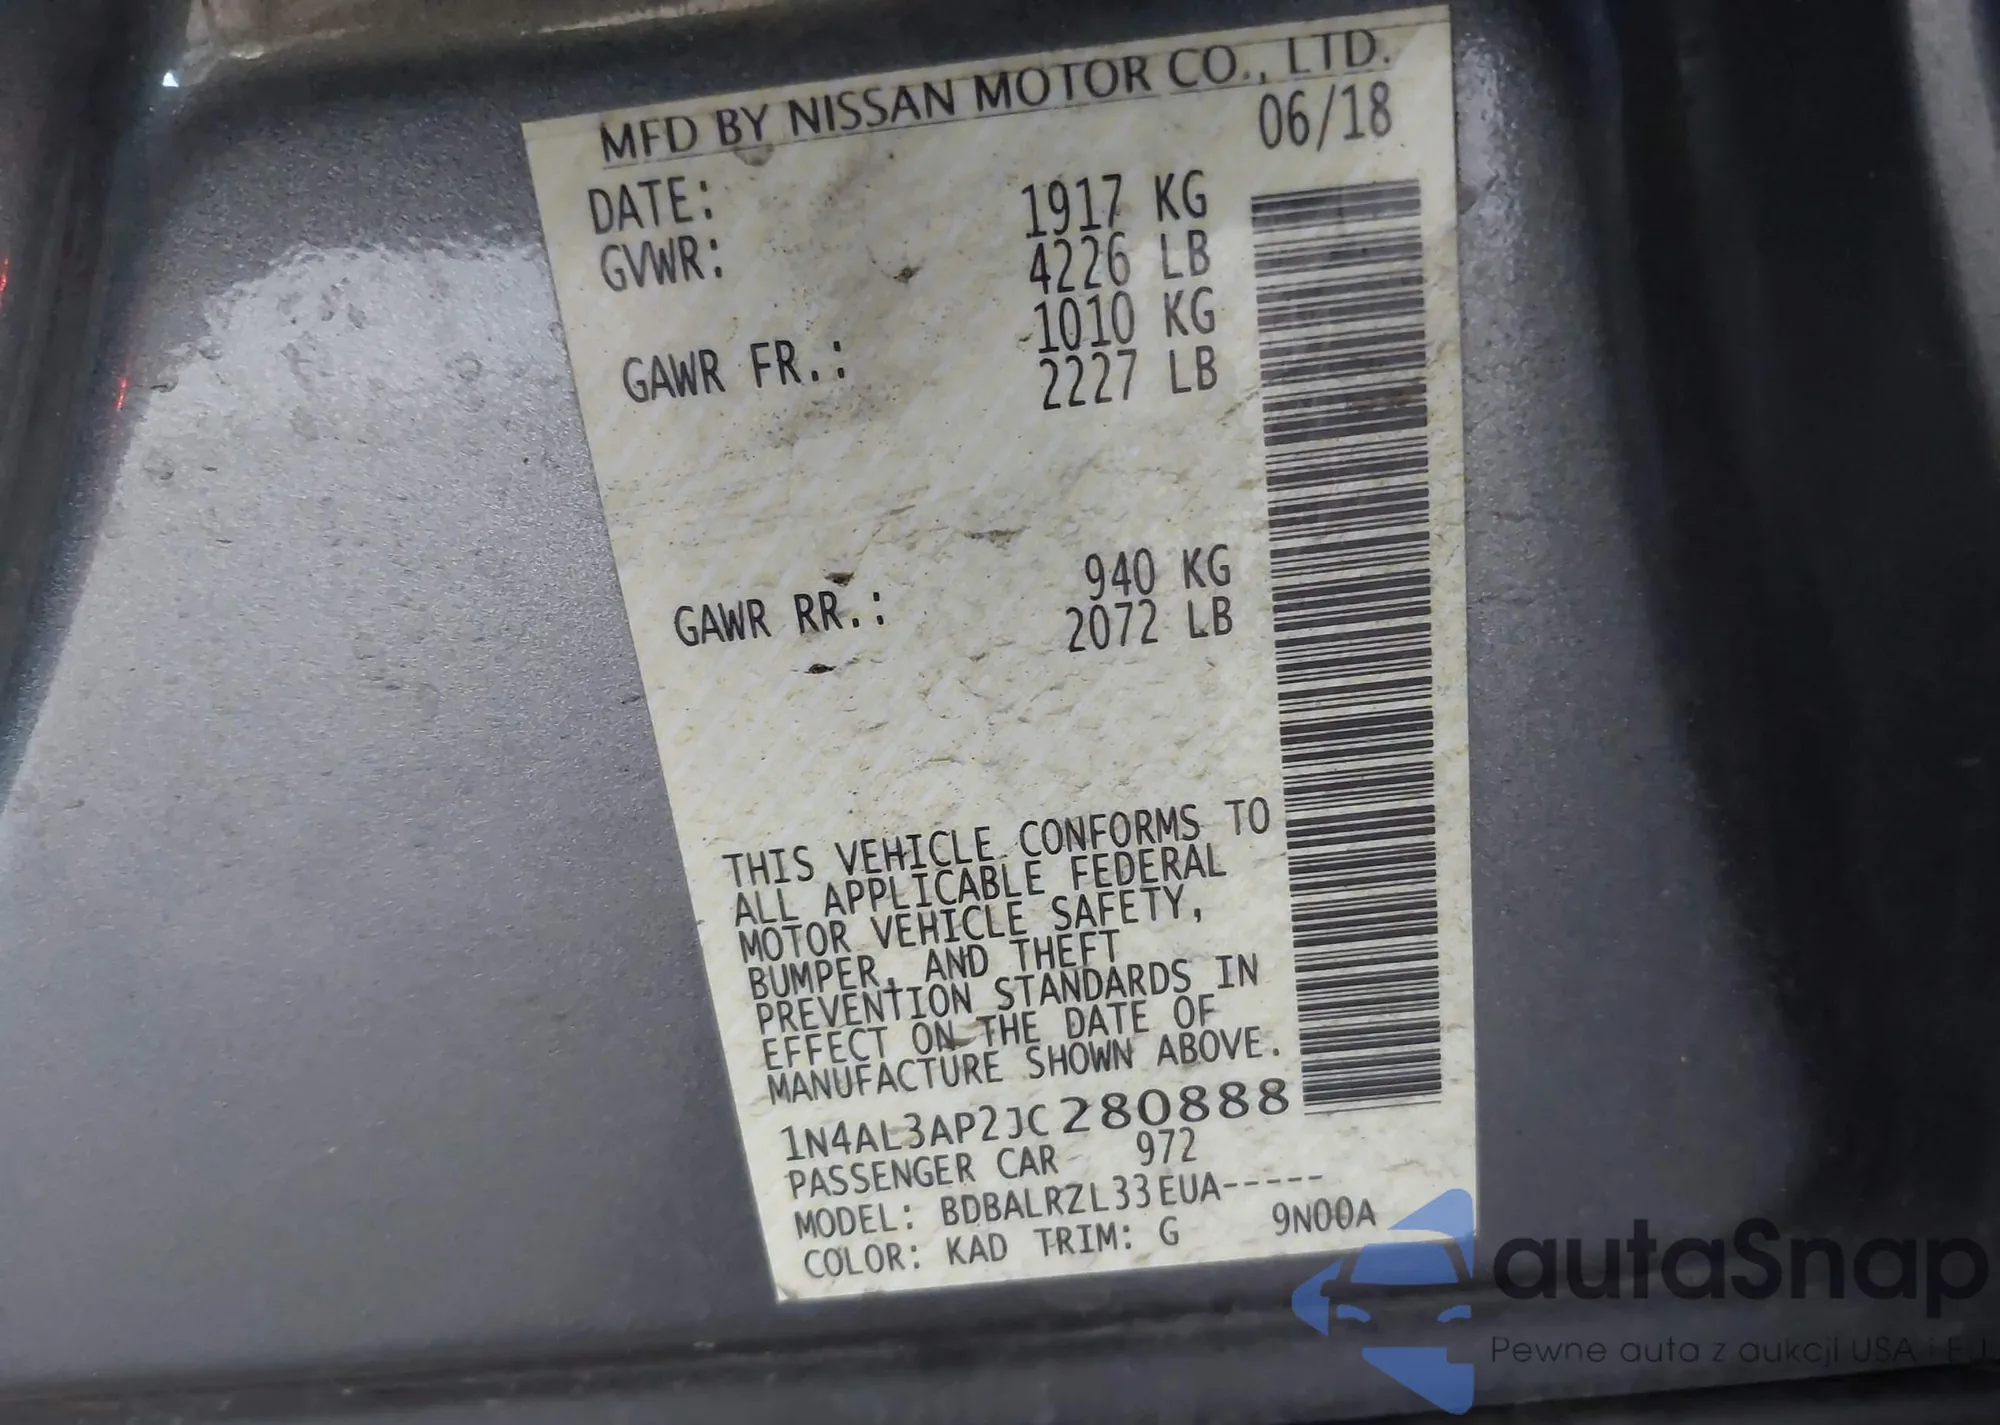 MFD BY NISSAN MOTOR CO., LTD.
DATE: 06/18
GVWR: 1917 KG
4226 LB
GAWR FR.: 1010 KG
2227 LB
GAWR RR.: 940 KG
2072 LB
THIS VEHICLE CONFORMS TO
ALL APPLICABLE FEDERAL
MOTOR VEHICLE SAFETY,
BUMPER, AND THEFT
PREVENTION STANDARDS IN
EFFECT ON THE DATE OF
MANUFACTURE SHOWN ABOVE.
1N4AL3AP2JC280888
PASSENGER CAR 972
MODEL: BDBALRZL33EUA-----
COLOR: KAD TRIM: G 9N00A
autaSnap
Pewne auta z aukcji USA i EU